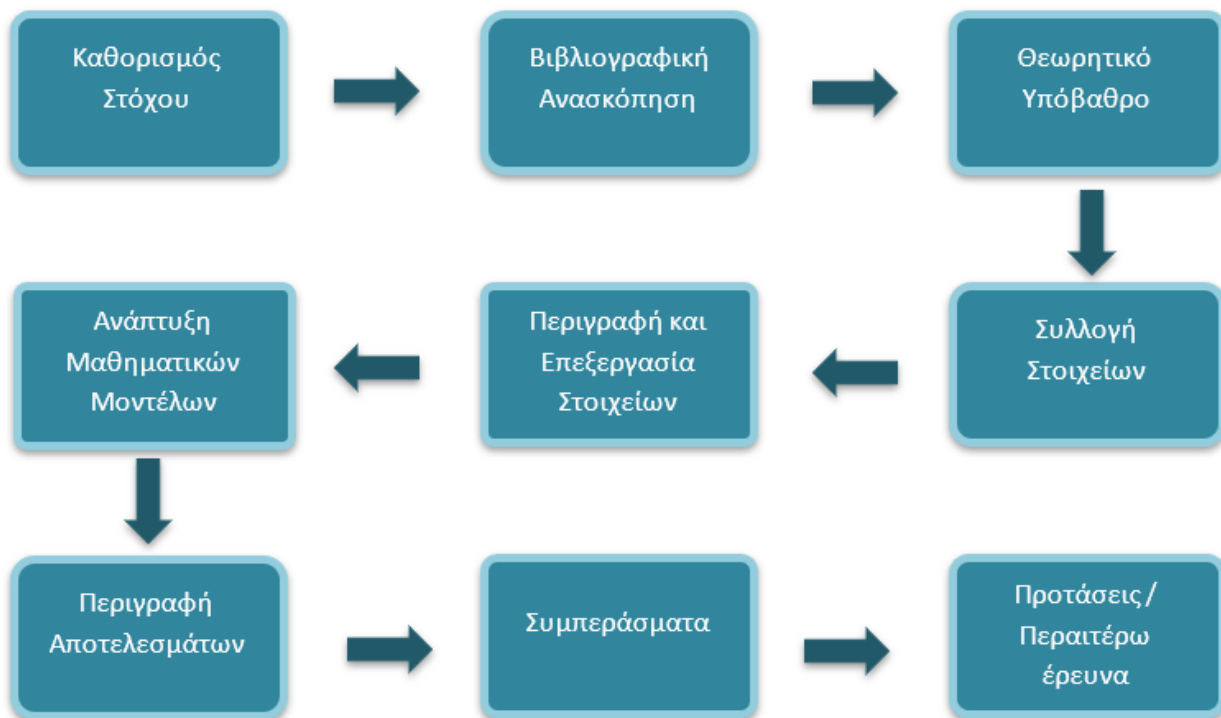 Καθορισμός
Στόχου
Βιβλιογραφική
Ανασκόπηση
Θεωρητικό
Υπόβαθρο
Συλλογή
Στοιχείων
Περιγραφή και
Επεξεργασία
Στοιχείων
Ανάπτυξη
Μαθηματικών
Μοντέλων
Περιγραφή
Αποτελεσμάτων
Συμπεράσματα
Προτάσεις /
Περαιτέρω
έρευνα